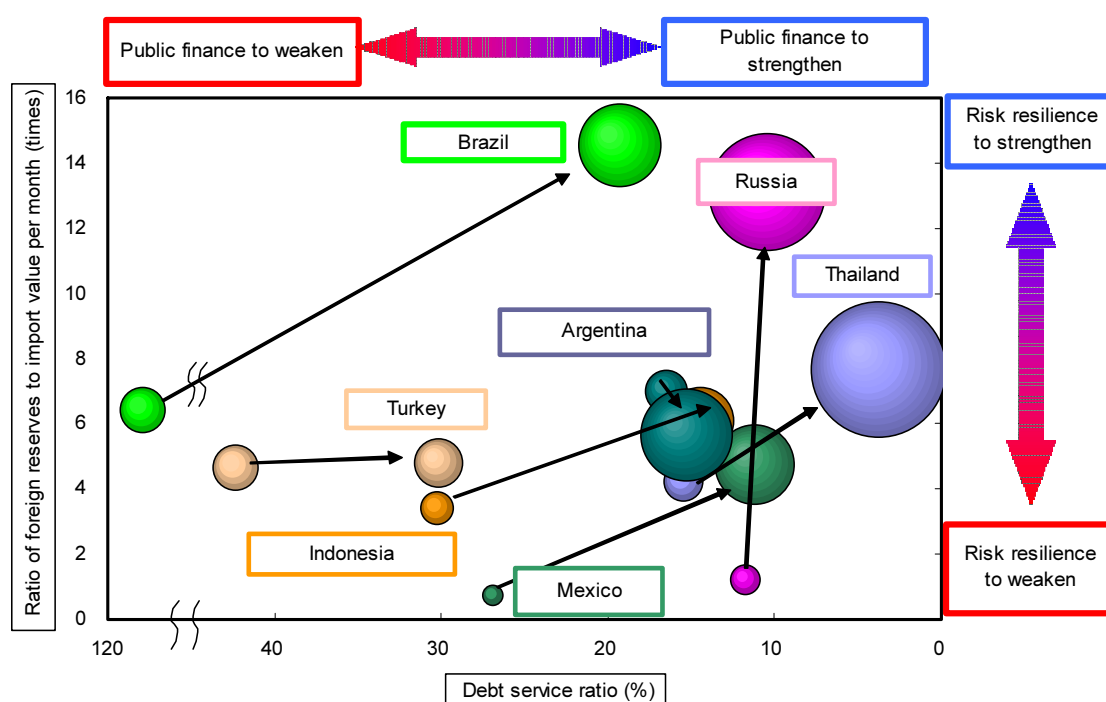 Public finance to weaken
Public finance to
strengthen
Ratio of foreign reserves to import value per month (times)
16
14
12
10
8
6
4
2
0
Brazil
Russia
Thailand
Argentina
Turkey
Indonesia
Mexico
Risk resilience
to strengthen
Risk resilience
to weaken
120
40
30
20
10
0
Debt service ratio (%)